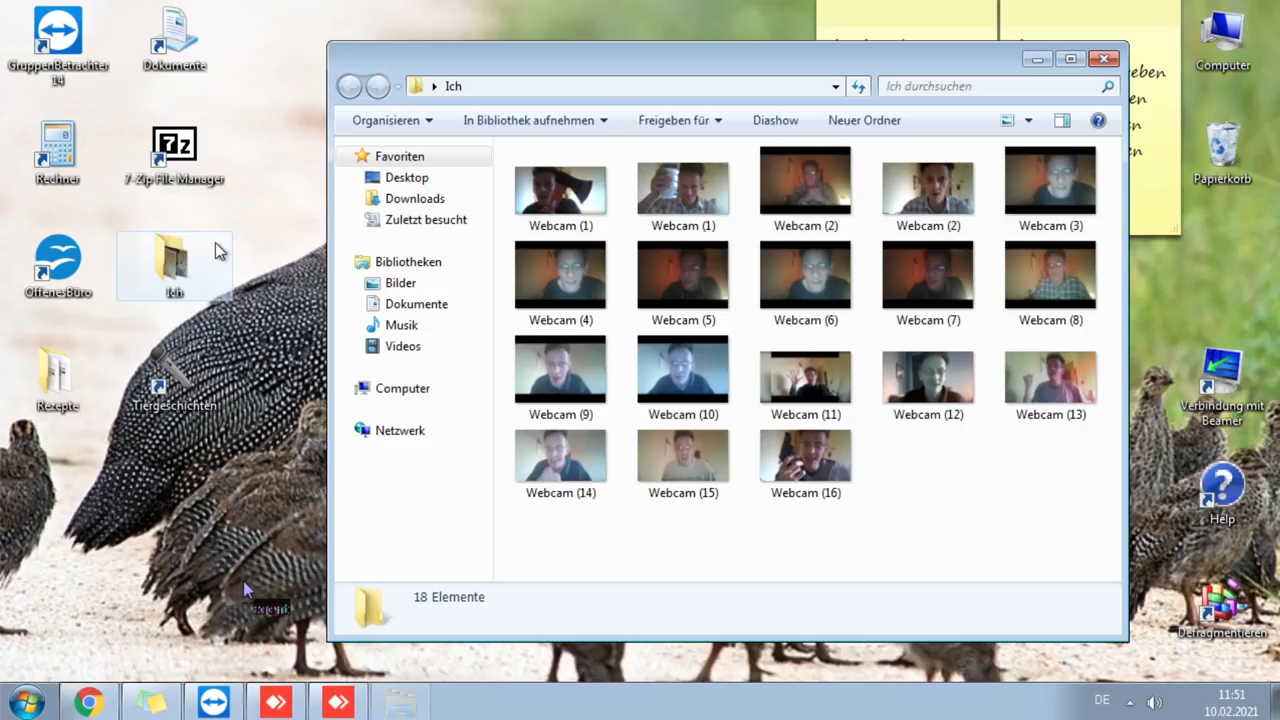 GruppenBetrachter
14
Dokumente
Rechner
7-Zip File Manager
OffenesBüro
Ich
Rezepte
Tiergeschichten
Ich
Ich durchsuchen
Organisieren
In Bibliothek aufnehmen
Freigeben für
Diashow
Neuer Ordner
Favoriten
Desktop
Downloads
Zuletzt besucht
Bibliotheken
Bilder
Dokumente
Musik
Videos
Computer
Netzwerk
Webcam (1)
Webcam (1)
Webcam (2)
Webcam (2)
Webcam (3)
Webcam (4)
Webcam (5)
Webcam (6)
Webcam (7)
Webcam (8)
Webcam (9)
Webcam (10)
Webcam (11)
Webcam (12)
Webcam (13)
Webcam (14)
Webcam (15)
Webcam (16)
18 Elemente
Computer
Papierkorb
Verbindung mit
Beamer
Help
Defragmentieren
agent
DE
11:51
10.02.2021